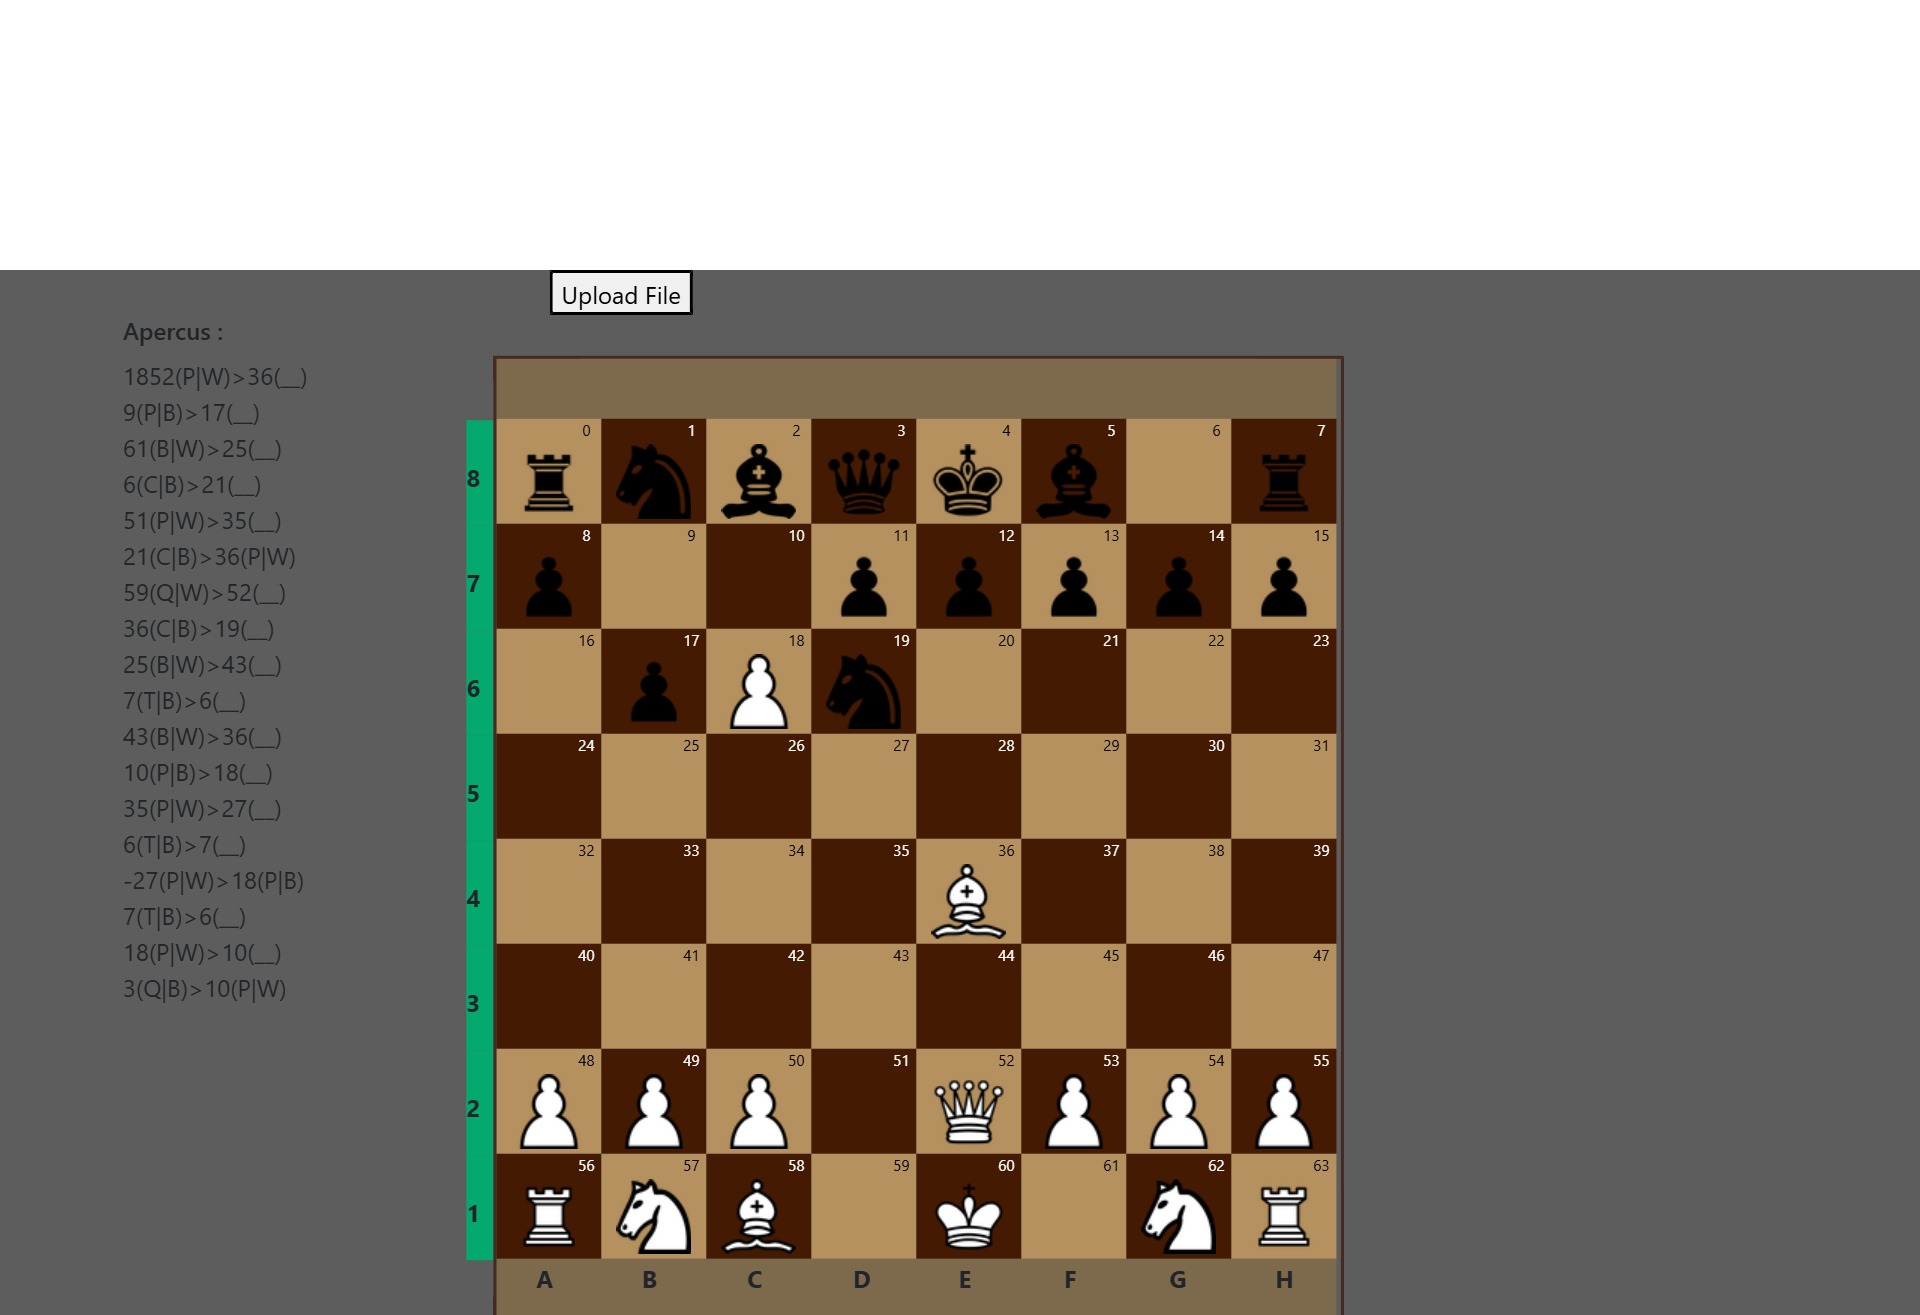 Upload File
Apercus :
1852(P|W)>36(__)
9(P|B)>17(__)
61(B|W)>25(__)
6(C|B)>21(__)
51(P|W)>35(__)
21(C|B)>36(P|W)
59(Q|W)>52(__)
36(C|B)>19(__)
25(B|W)>43(__)
7(T|B)>6(__)
43(B|W)>36(__)
10(P|B)>18(__)
35(P|W)>27(__)
6(T|B)>7(__)
-27(P|W)>18(P|B)
7(T|B)>6(__)
18(P|W)>10(__)
3(Q|B)>10(P|W)
0 1 2 3 4 5 6 7
8
8 9 10 11 12 13 14 15
7
16 17 18 19 20 21 22 23
6
24 25 26 27 28 29 30 31
5
32 33 34 35 36 37 38 39
4
40 41 42 43 44 45 46 47
3
48 49 50 51 52 53 54 55
2
56 57 58 59 60 61 62 63
1
A B C D E F G H